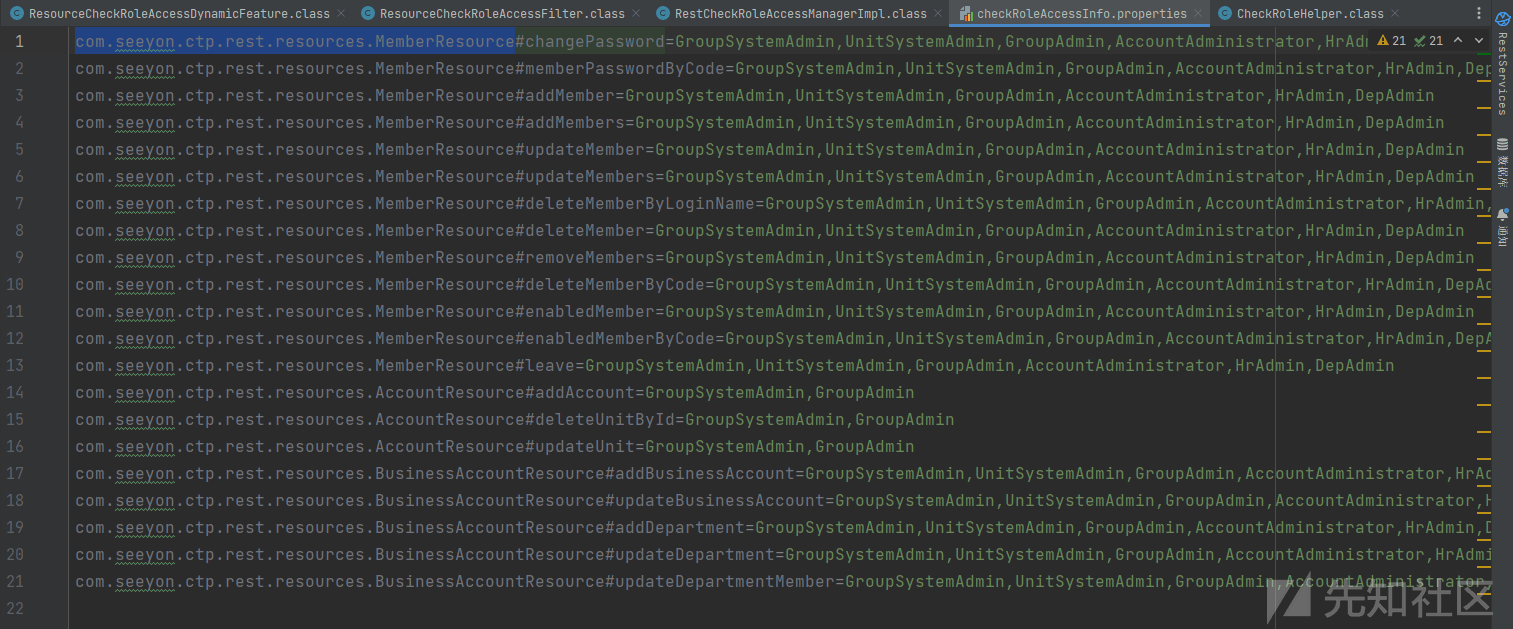 ResourceCheckRoleAccessDynamicFeature.class ResourceCheckRoleAccessFilter.class RestCheckRoleAccessManagerImpl.class checkRoleAccessInfo.properties CheckRoleHelper.class
1 com.seeyon.ctp.rest.resources.MemberResource#changePassword=GroupSystemAdmin,UnitSystemAdmin,GroupAdmin,AccountAdministrator,HrAd 21 21
2 com.seeyon.ctp.rest.resources.MemberResource#memberPasswordByCode=GroupSystemAdmin,UnitSystemAdmin,GroupAdmin,AccountAdministrator,HrAdmin,Dep
3 com.seeyon.ctp.rest.resources.MemberResource#addMember=GroupSystemAdmin,UnitSystemAdmin,GroupAdmin,AccountAdministrator,HrAdmin,DepAdmin
4 com.seeyon.ctp.rest.resources.MemberResource#addMembers=GroupSystemAdmin,UnitSystemAdmin,GroupAdmin,AccountAdministrator,HrAdmin,DepAdmin
5 com.seeyon.ctp.rest.resources.MemberResource#updateMember=GroupSystemAdmin,UnitSystemAdmin,GroupAdmin,AccountAdministrator,HrAdmin,DepAdmin
6 com.seeyon.ctp.rest.resources.MemberResource#updateMembers=GroupSystemAdmin,UnitSystemAdmin,GroupAdmin,AccountAdministrator,HrAdmin,DepAdmin
7 com.seeyon.ctp.rest.resources.MemberResource#deleteMemberByLoginName=GroupSystemAdmin,UnitSystemAdmin,GroupAdmin,AccountAdministrator,HrAdmin,
8 com.seeyon.ctp.rest.resources.MemberResource#deleteMember=GroupSystemAdmin,UnitSystemAdmin,GroupAdmin,AccountAdministrator,HrAdmin,DepAdmin
9 com.seeyon.ctp.rest.resources.MemberResource#removeMembers=GroupSystemAdmin,UnitSystemAdmin,GroupAdmin,AccountAdministrator,HrAdmin,DepAdmin
10 com.seeyon.ctp.rest.resources.MemberResource#deleteMemberByCode=GroupSystemAdmin,UnitSystemAdmin,GroupAdmin,AccountAdministrator,HrAdmin,DepAd
11 com.seeyon.ctp.rest.resources.MemberResource#enabledMember=GroupSystemAdmin,UnitSystemAdmin,GroupAdmin,AccountAdministrator,HrAdmin,DepAdmin
12 com.seeyon.ctp.rest.resources.MemberResource#enabledMemberByCode=GroupSystemAdmin,UnitSystemAdmin,GroupAdmin,AccountAdministrator,HrAdmin,DepA
13 com.seeyon.ctp.rest.resources.MemberResource#leave=GroupSystemAdmin,UnitSystemAdmin,GroupAdmin,AccountAdministrator,HrAdmin,DepAdmin
14 com.seeyon.ctp.rest.resources.AccountResource#addAccount=GroupSystemAdmin,GroupAdmin
15 com.seeyon.ctp.rest.resources.AccountResource#deleteUnitById=GroupSystemAdmin,GroupAdmin
16 com.seeyon.ctp.rest.resources.AccountResource#updateUnit=GroupSystemAdmin,GroupAdmin
17 com.seeyon.ctp.rest.resources.BusinessAccountResource#addBusinessAccount=GroupSystemAdmin,UnitSystemAdmin,GroupAdmin,AccountAdministrator,HrAd
18 com.seeyon.ctp.rest.resources.BusinessAccountResource#updateBusinessAccount=GroupSystemAdmin,UnitSystemAdmin,GroupAdmin,AccountAdministrator,H
19 com.seeyon.ctp.rest.resources.BusinessAccountResource#addDepartment=GroupSystemAdmin,UnitSystemAdmin,GroupAdmin,AccountAdministrator,HrAdmin,D
20 com.seeyon.ctp.rest.resources.BusinessAccountResource#updateDepartment=GroupSystemAdmin,UnitSystemAdmin,GroupAdmin,AccountAdministrator,HrAdmi
21 com.seeyon.ctp.rest.resources.BusinessAccountResource#updateDepartmentMember=GroupSystemAdmin,UnitSystemAdmin,GroupAdmin,AccountAdministrator,
22
RestServices
数据库
通知
先知社区